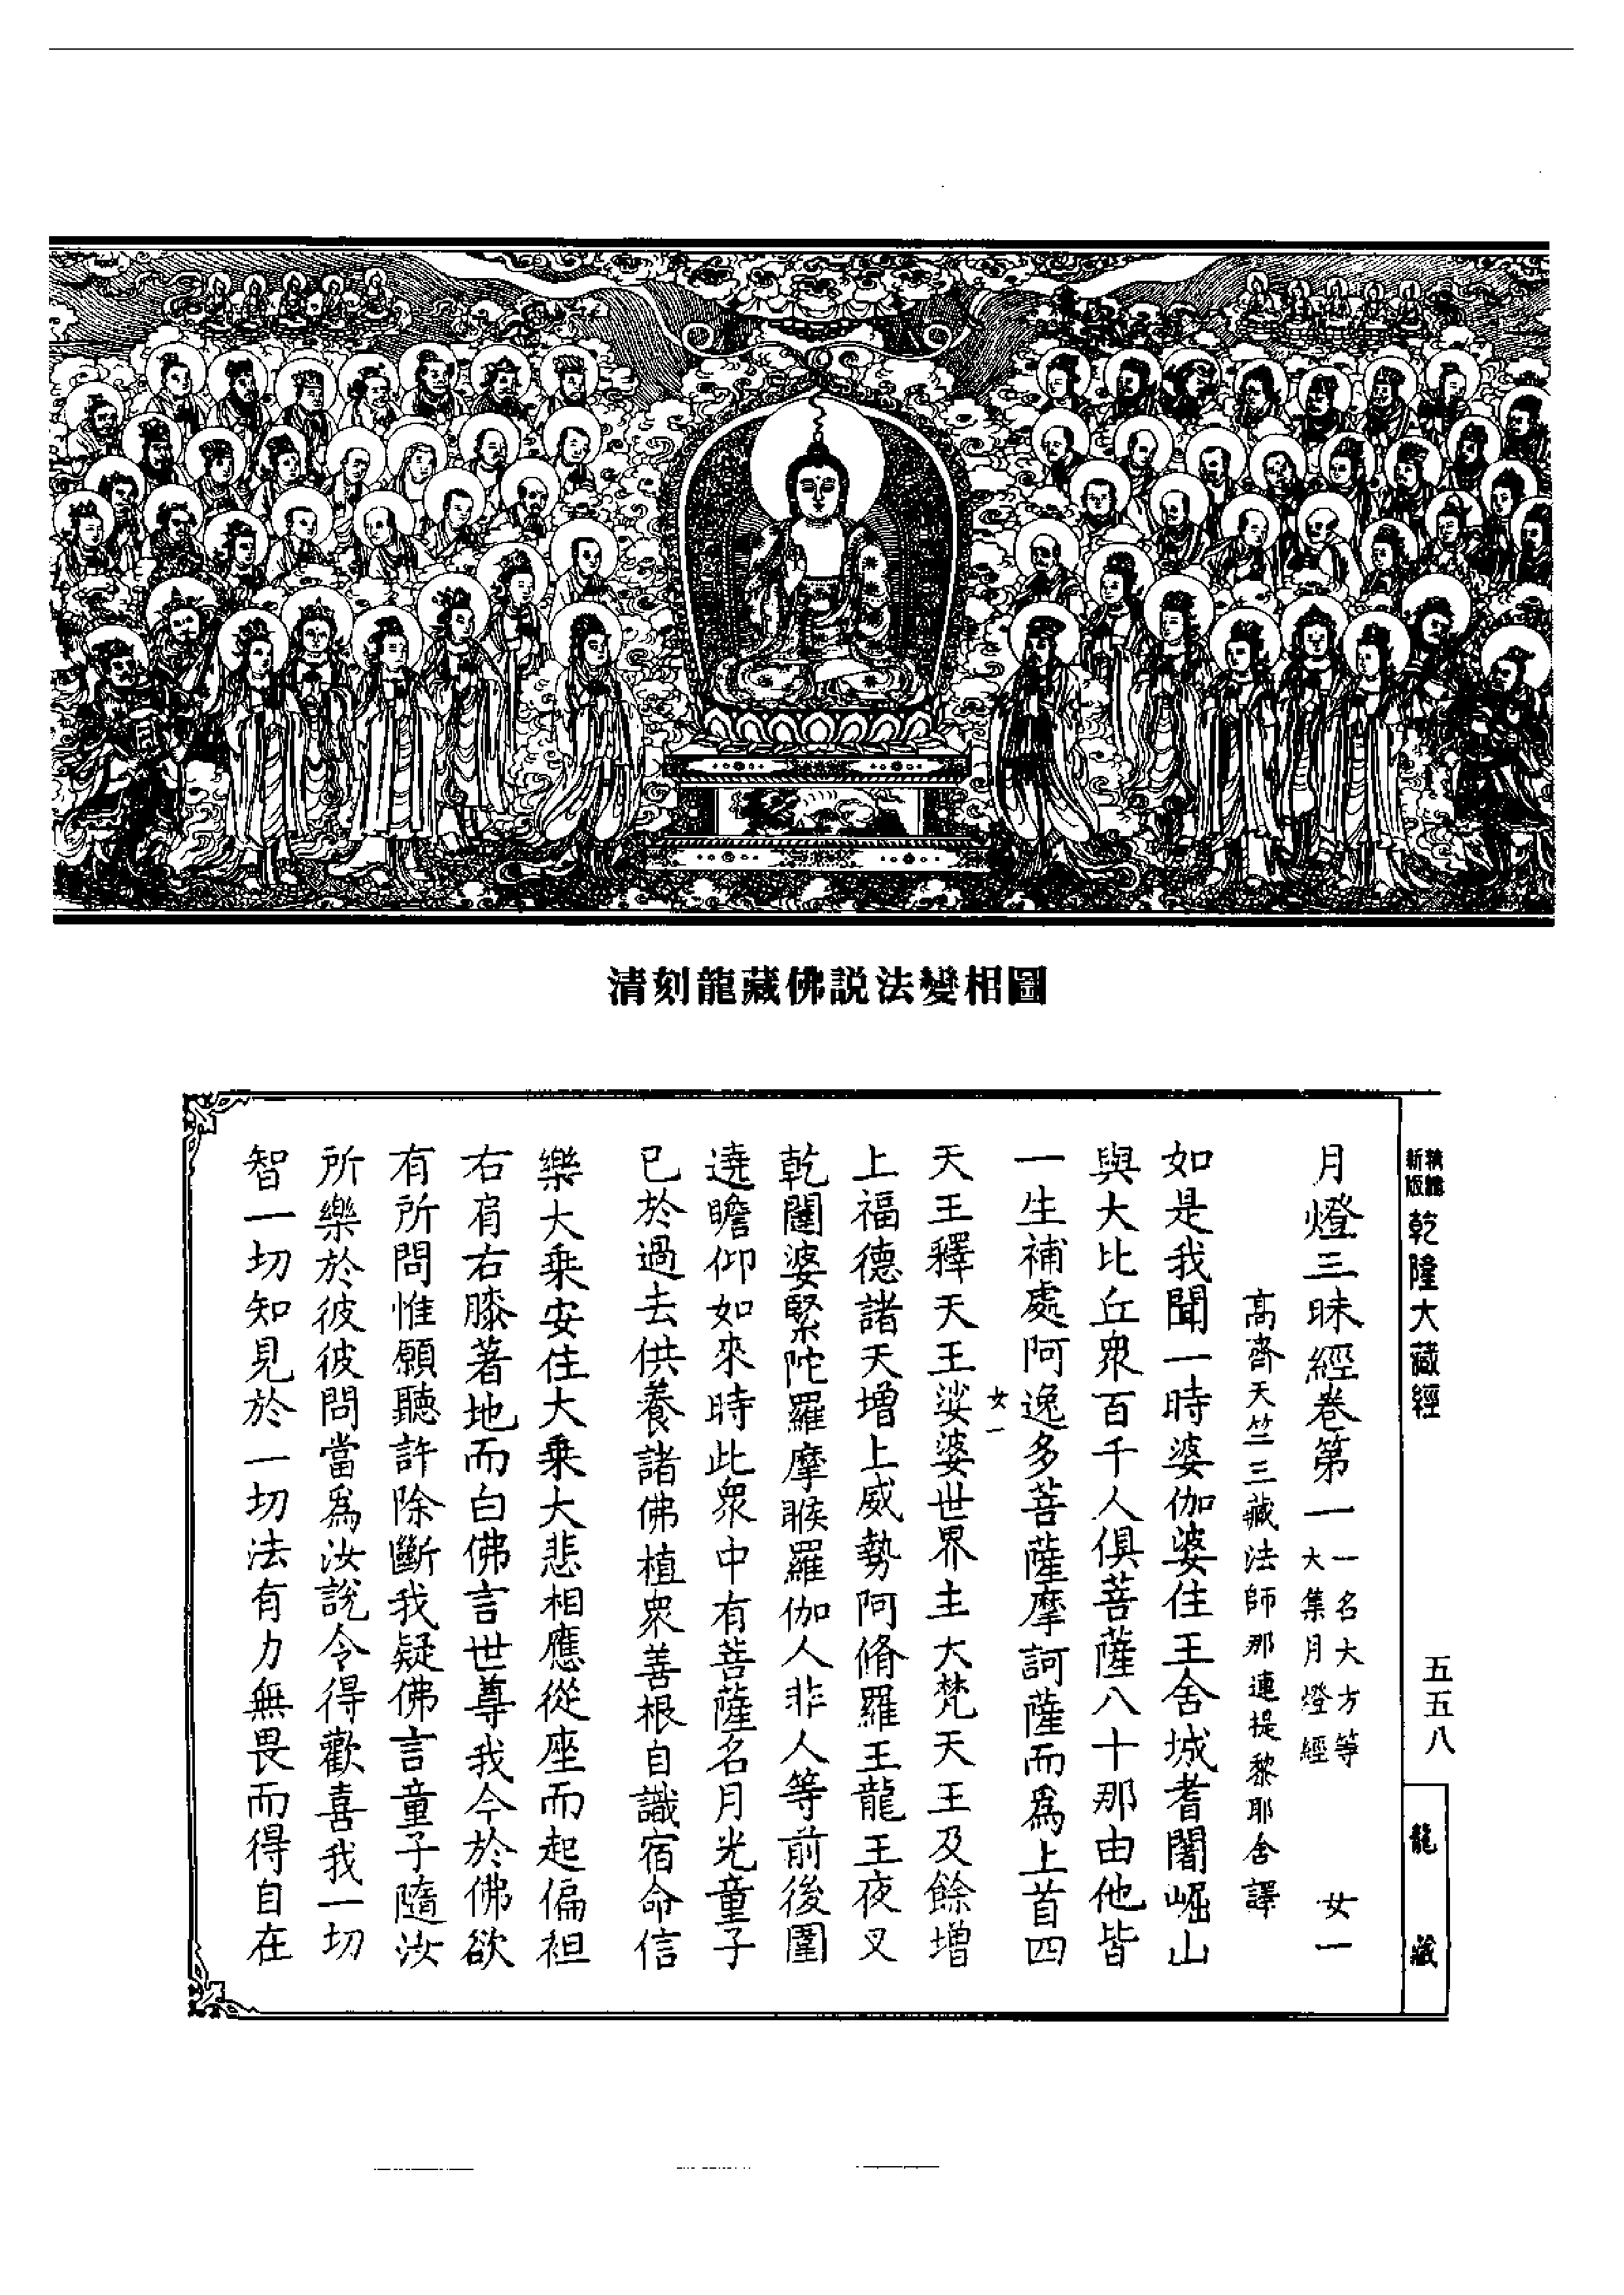 清刻龍藏佛説法變相圖
新版
乾隆大藏經
五五八
龍藏
月燈三昧經卷第一 一名大方等大集月燈經 女一
高齊天竺三藏法師那連提黎耶舍譯
如是我聞一時婆伽婆住王舍城耆闍崛山
與大比丘衆百千人俱菩薩八十那由他皆
一生補處阿逸多菩薩摩訶薩而爲上首四
女一
天王釋天王娑婆世界主大梵天王及餘增
上福德諸天增上威勢阿脩羅王龍王夜叉
乾闥婆緊陀羅摩睺羅伽人非人等前後圍
遶瞻仰如來時此衆中有菩薩名月光童子
已於過去供養諸佛植衆善根自識宿命信
樂大乘安住大乘大悲相應從座而起偏袒
右肩右膝著地而白佛言世尊我今於佛欲
有所問惟願聽許除斷我疑佛言童子隨汝
所樂於彼彼問當爲汝說令得歡喜我一切
智一切知見於一切法有力無畏而得自在